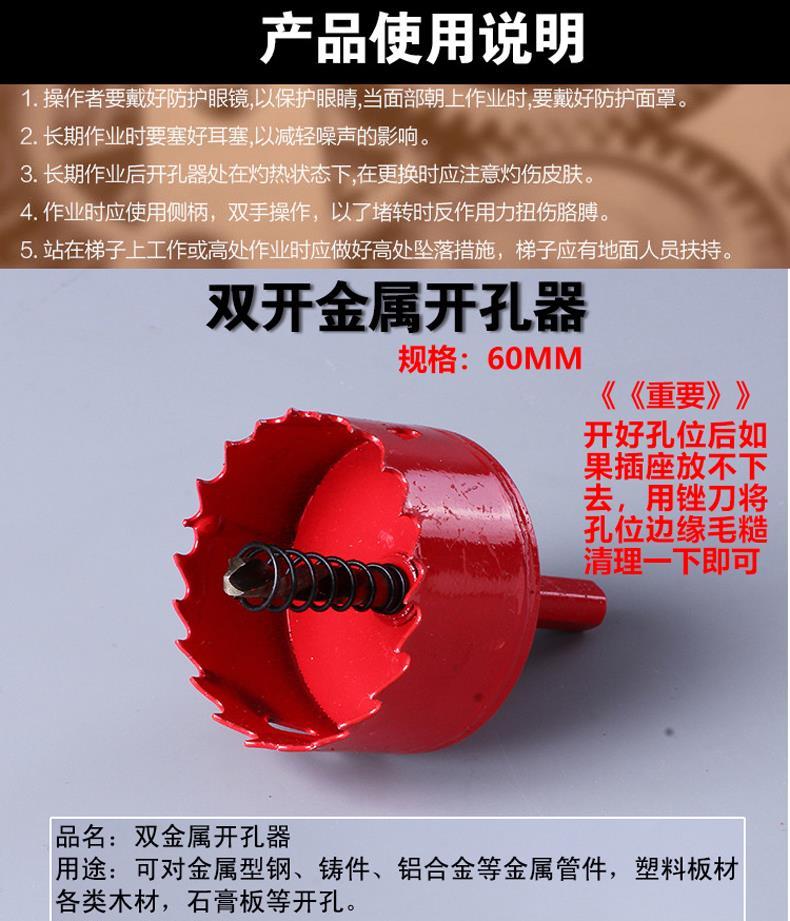 产品使用说明
1. 操作者要戴好防护眼镜,以保护眼睛,当面部朝上作业时,要戴好防护面罩。
2. 长期作业时要塞好耳塞,以减轻噪声的影响。
3. 长期作业后开孔器处在灼热状态下,在更换时应注意灼伤皮肤。
4. 作业时应使用侧柄，双手操作，以了堵转时反作用力扭伤胳膊。
5. 站在梯子上工作或高处作业时应做好高处坠落措施，梯子应有地面人员扶持。
双开金属开孔器
规格：60MM
《《重要》》
开好孔位后如
果插座放不下
去，用锉刀将
孔位边缘毛糙
清理一下即可
品名：双金属开孔器
用途：可对金属型钢、铸件、铝合金等金属管件，塑料板材
各类木材，石膏板等开孔。